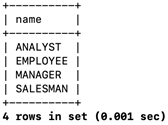 +----------+
| name     |
+----------+
| ANALYST  |
| EMPLOYEE |
| MANAGER  |
| SALESMAN |
+----------+
4 rows in set (0.001 sec)